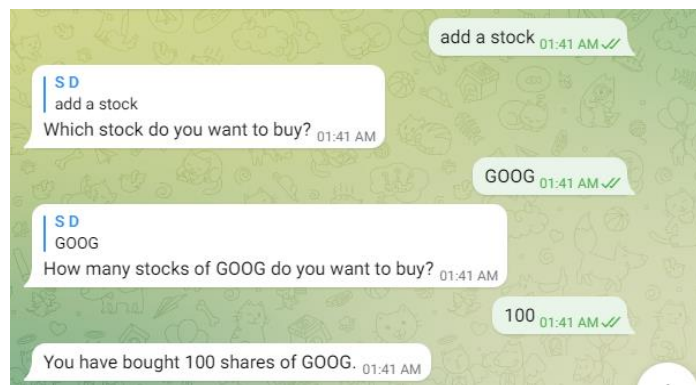 add a stock 01:41 AM
S D
add a stock
Which stock do you want to buy? 01:41 AM
GOOG 01:41 AM
S D
GOOG
How many stocks of GOOG do you want to buy? 01:41 AM
100 01:41 AM
You have bought 100 shares of GOOG. 01:41 AM